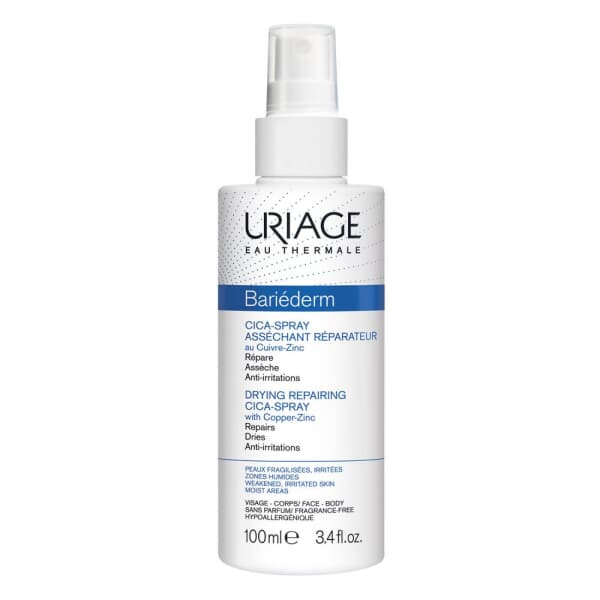 URIAGE
EAU THERMALE
Bariéderm
CICA-SPRAY
ASSÉCHANT RÉPARATEUR
au Cuivre-Zinc
Répare
Assèche
Anti-irritations
DRYING REPAIRING
CICA-SPRAY
with Copper-Zinc
Repairs
Dries
Anti-irritations
PEAUX FRAGILISÉES, IRRITÉES
ZONES HUMIDES
WEAKENED, IRRITATED SKIN
MOIST AREAS
VISAGE - CORPS/ FACE - BODY
SANS PARFUM/ FRAGRANCE-FREE
HYPOALLERGÉNIQUE
100ml℮ 3,4fl.oz.